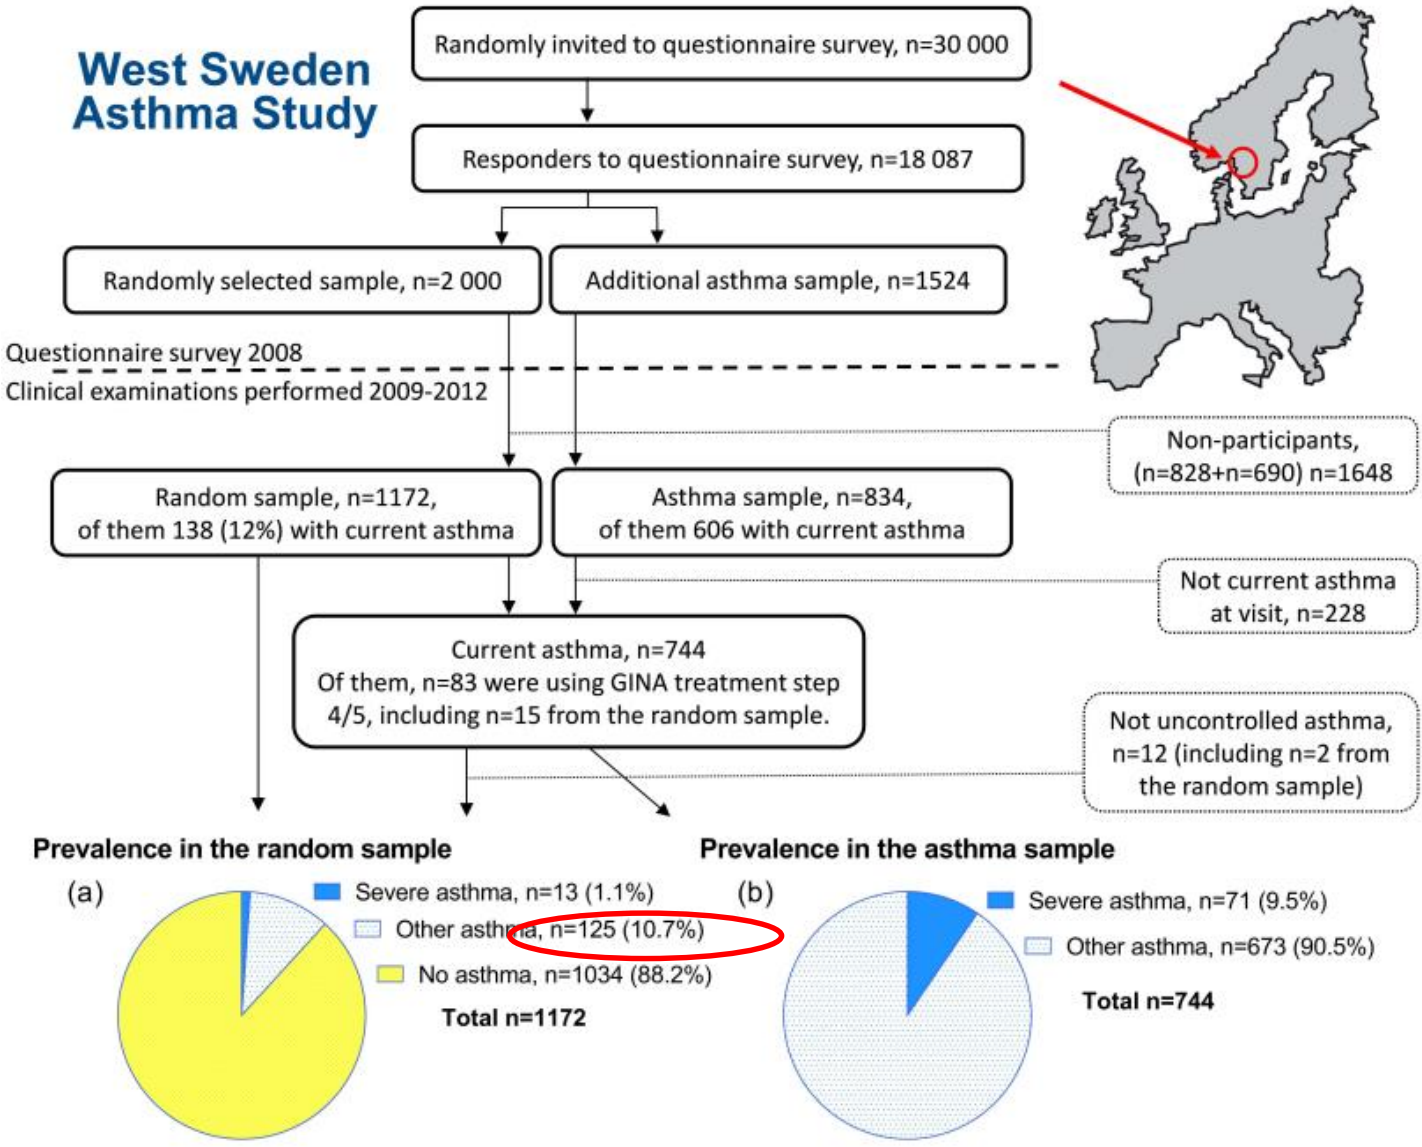 West Sweden
Asthma Study
Randomly invited to questionnaire survey, n=30 000
Responders to questionnaire survey, n=18 087
Randomly selected sample, n=2 000
Additional asthma sample, n=1524
Questionnaire survey 2008
Clinical examinations performed 2009-2012
Non-participants,
(n=828+n=690) n=1648
Random sample, n=1172,
of them 138 (12%) with current asthma
Asthma sample, n=834,
of them 606 with current asthma
Not current asthma
at visit, n=228
Current asthma, n=744
Of them, n=83 were using GINA treatment step
4/5, including n=15 from the random sample.
Not uncontrolled asthma,
n=12 (including n=2 from
the random sample)
Prevalence in the random sample
(a)
Severe asthma, n=13 (1.1%)
Other asthma, n=125 (10.7%)
No asthma, n=1034 (88.2%)
Total n=1172
Prevalence in the asthma sample
(b)
Severe asthma, n=71 (9.5%)
Other asthma, n=673 (90.5%)
Total n=744